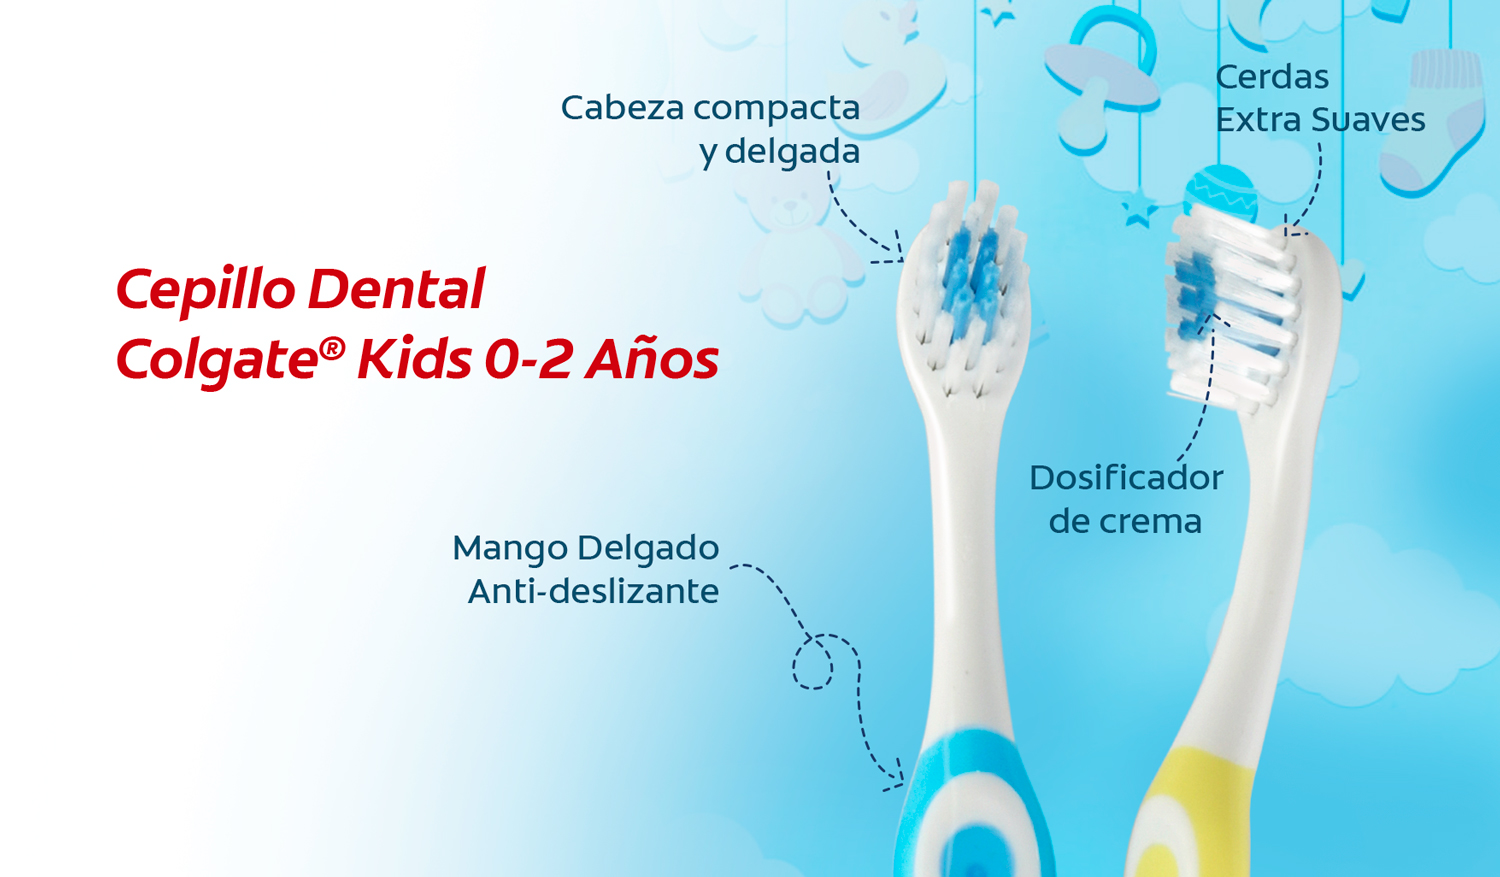 Cepillo Dental
Colgate® Kids 0-2 Años
Cabeza compacta
y delgada
Cerdas
Extra Suaves
Dosificador
de crema
Mango Delgado
Anti-deslizante